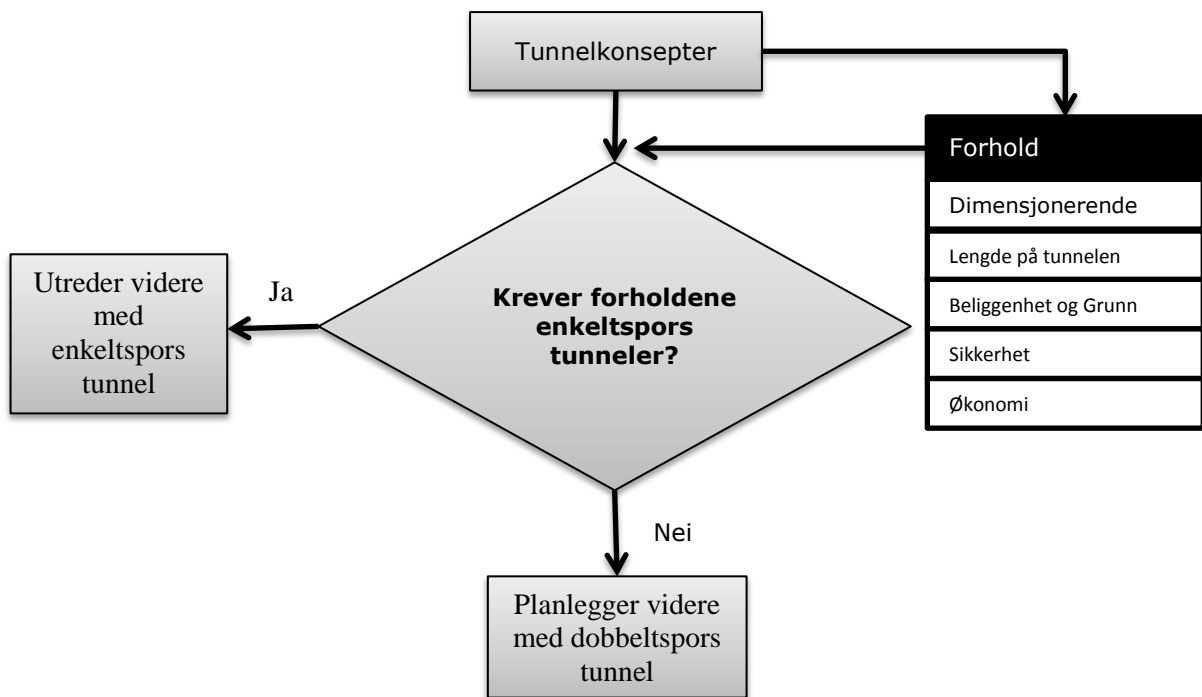 Tunnelkonsepter
Forhold
Dimensjonerende
Lengde på tunnelen
Beliggenhet og Grunn
Sikkerhet
Økonomi
Krever forholdene
enkeltspors
tunneler?
Ja
Utreder videre
med
enkeltspors
tunnel
Nei
Planlegger videre
med dobbeltspors
tunnel